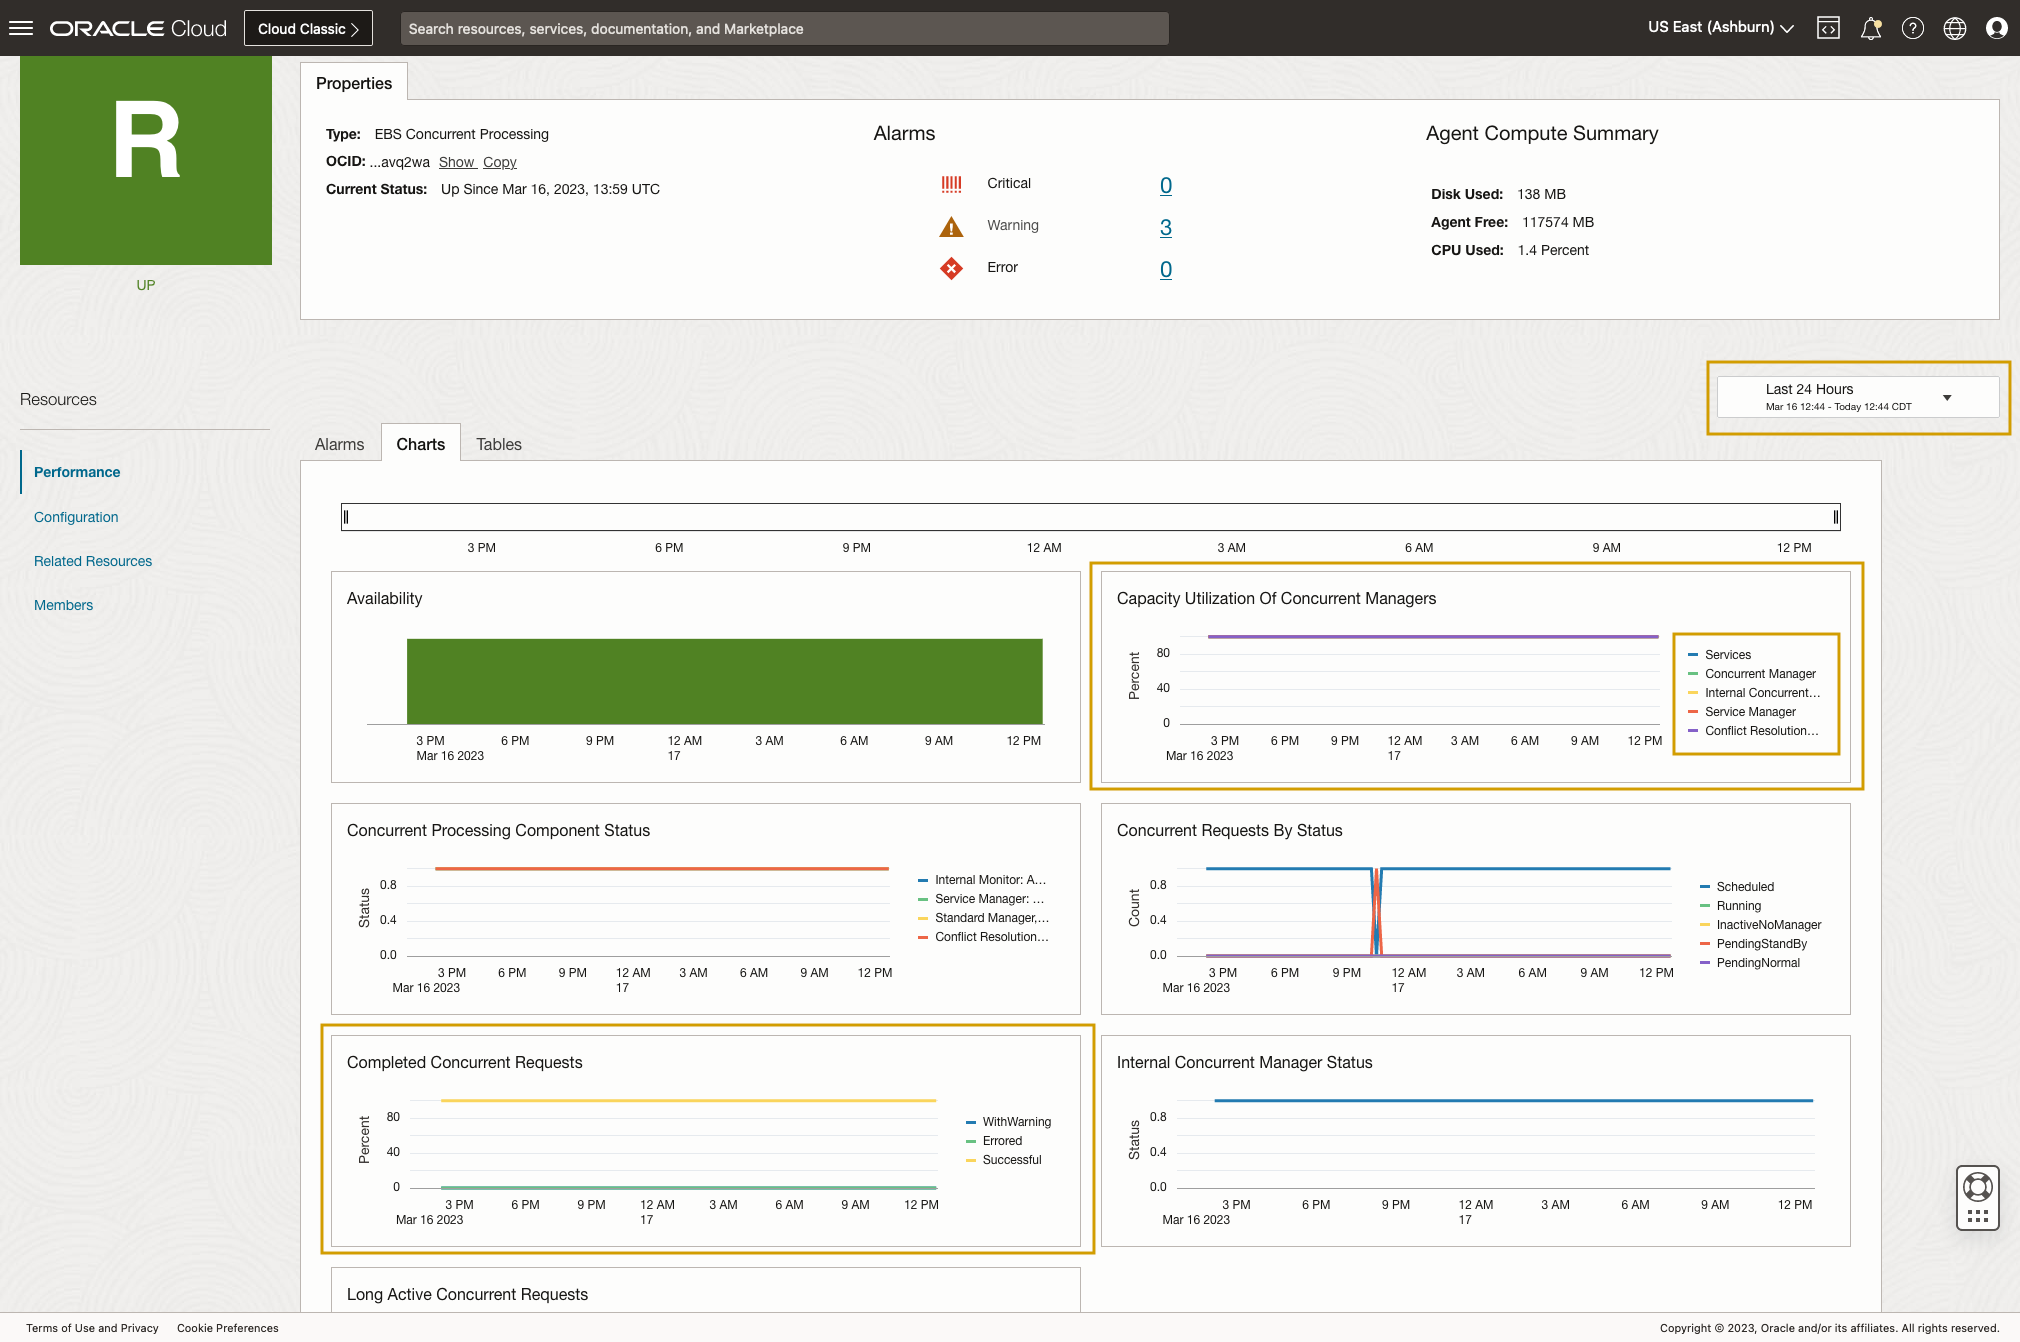 ORACLE Cloud
Cloud Classic
Search resources, services, documentation, and Marketplace
US East (Ashburn)
R
UP
Properties
Type: EBS Concurrent Processing
OCID: ...avq2wa Show Copy
Current Status: Up Since Mar 16, 2023, 13:59 UTC
Alarms
Critical 0
Warning 3
Error 0
Agent Compute Summary
Disk Used: 138 MB
Agent Free: 117574 MB
CPU Used: 1.4 Percent
Resources
Performance
Configuration
Related Resources
Members
Last 24 Hours
Mar 16 12:44 - Today 12:44 CDT
Alarms Charts Tables
3 PM 6 PM 9 PM 12 AM 3 AM 6 AM 9 AM 12 PM
Availability
3 PM 6 PM 9 PM 12 AM 3 AM 6 AM 9 AM 12 PM
Mar 16 2023 17
Capacity Utilization Of Concurrent Managers
Percent
80
40
0
3 PM 6 PM 9 PM 12 AM 3 AM 6 AM 9 AM 12 PM
Mar 16 2023 17
Services
Concurrent Manager
Internal Concurrent...
Service Manager
Conflict Resolution...
Concurrent Processing Component Status
Status
0.8
0.4
0.0
3 PM 6 PM 9 PM 12 AM 3 AM 6 AM 9 AM 12 PM
Mar 16 2023 17
Internal Monitor: A...
Service Manager: ...
Standard Manager,...
Conflict Resolution...
Concurrent Requests By Status
Count
0.8
0.4
0.0
3 PM 6 PM 9 PM 12 AM 3 AM 6 AM 9 AM 12 PM
Mar 16 2023 17
Scheduled
Running
InactiveNoManager
PendingStandBy
PendingNormal
Completed Concurrent Requests
Percent
80
40
0
3 PM 6 PM 9 PM 12 AM 3 AM 6 AM 9 AM 12 PM
Mar 16 2023 17
WithWarning
Errored
Successful
Internal Concurrent Manager Status
Status
0.8
0.4
0.0
3 PM 6 PM 9 PM 12 AM 3 AM 6 AM 9 AM 12 PM
Mar 16 2023 17
Long Active Concurrent Requests
Terms of Use and Privacy Cookie Preferences
Copyright © 2023, Oracle and/or its affiliates. All rights reserved.